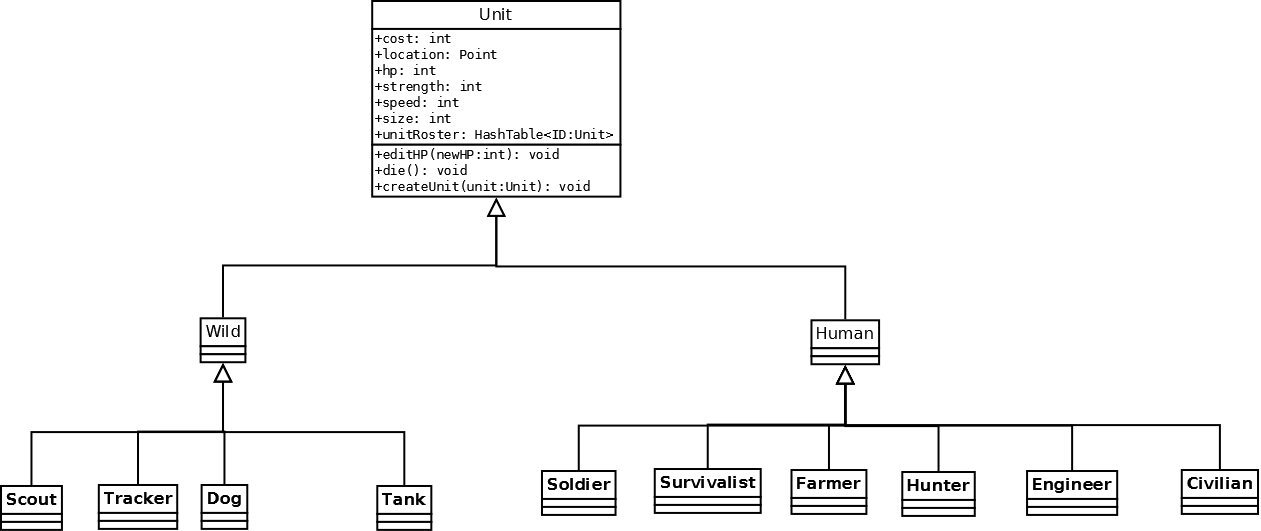 Unit
+cost: int
+location: Point
+hp: int
+strength: int
+speed: int
+size: int
+unitRoster: HashTable<ID:Unit>
+editHP(newHP:int): void
+die(): void
+createUnit(unit:Unit): void
Wild
Human
Scout
Tracker
Dog
Tank
Soldier
Survivalist
Farmer
Hunter
Engineer
Civilian